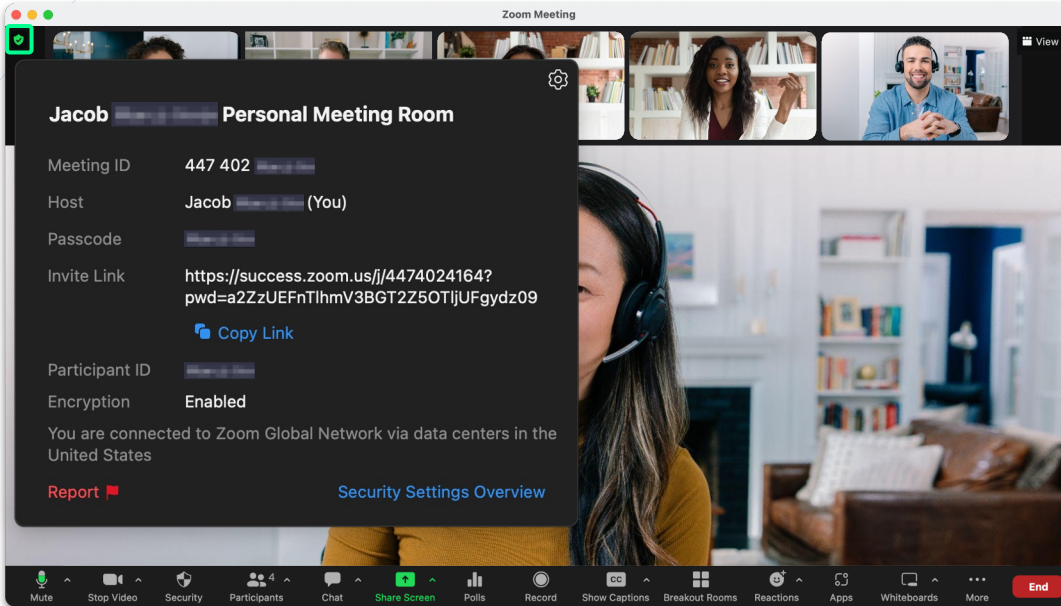 Zoom Meeting
View
Jacob Personal Meeting Room
Meeting ID 447 402
Host Jacob (You)
Passcode
Invite Link https://success.zoom.us/j/4474024164?
pwd=a2ZzUEFnTlhmV3BGT2Z5OTljUFgydz09
Copy Link
Participant ID
Encryption Enabled
You are connected to Zoom Global Network via data centers in the
United States
Report Security Settings Overview
4
CC
Mute Stop Video Security Participants Chat Share Screen Polls Record Show Captions Breakout Rooms Reactions Apps Whiteboards More End